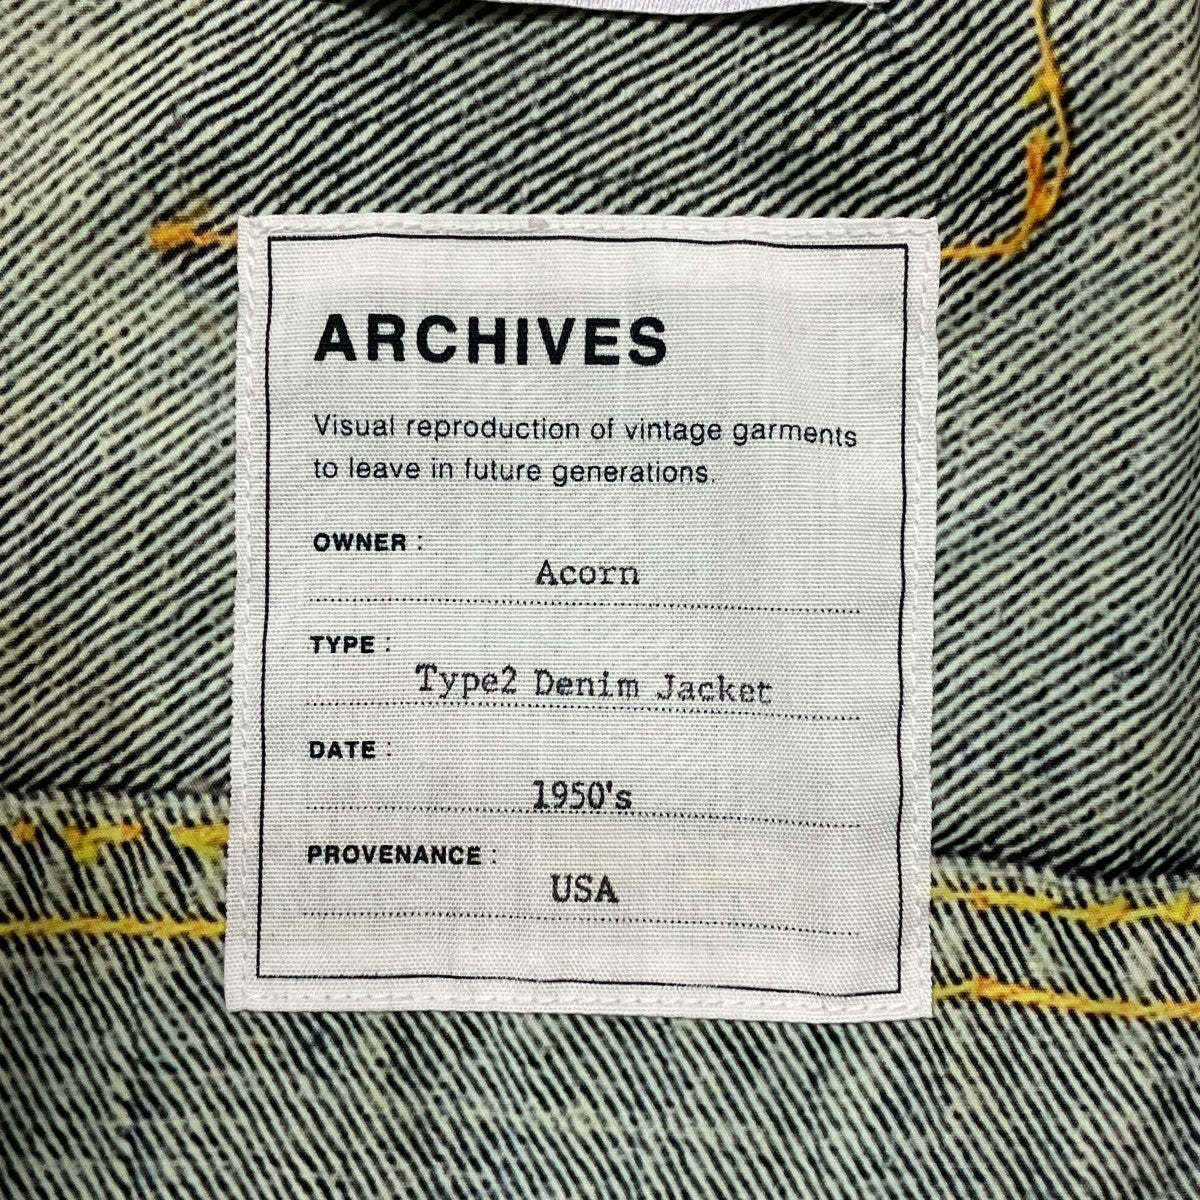 ARCHIVES
Visual reproduction of vintage garments
to leave in future generations.
OWNER :
Acorn
TYPE :
Type2 Denim Jacket
DATE :
1950's
PROVENANCE :
USA